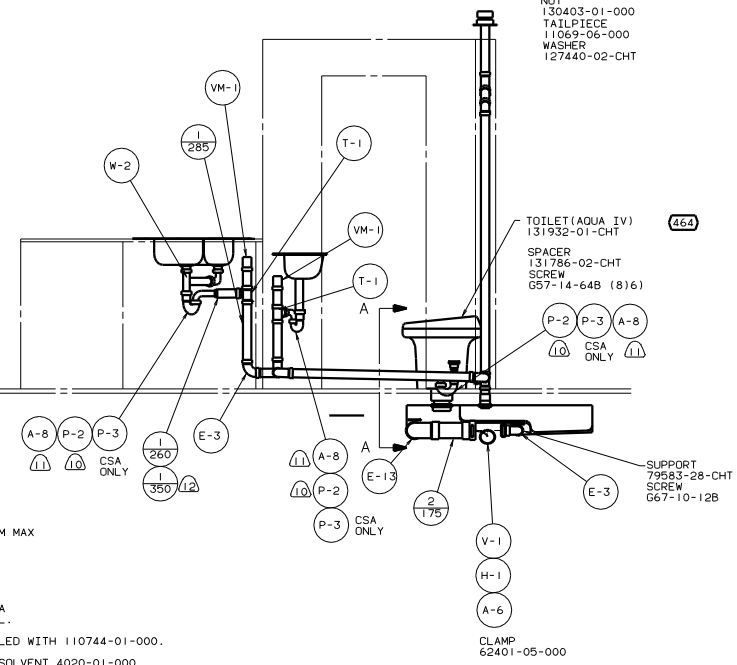 NUT
130403-01-000
TAILPIECE
11069-06-000
WASHER
127440-02-CHT
VM-1
1
285
T-1
W-2
VM-1
T-1
A
TOILET(AQUA IV)
131932-01-CHT
464
SPACER
131786-02-CHT
SCREW
G57-14-64B (8)6)
P-2 P-3 A-8
10 CSA
ONLY 11
A-8 P-2 P-3
11 10 CSA
ONLY
E-3
1
260
1
350 12
11 A-8
10 P-2
P-3 CSA
ONLY
A
E-13
2
175
E-3
SUPPORT
79583-28-CHT
SCREW
G67-10-12B
V-1
H-1
A-6
CLAMP
62401-05-000
M MAX
A
L.
LED WITH 110744-01-000.
SOLVENT 4020-01-000